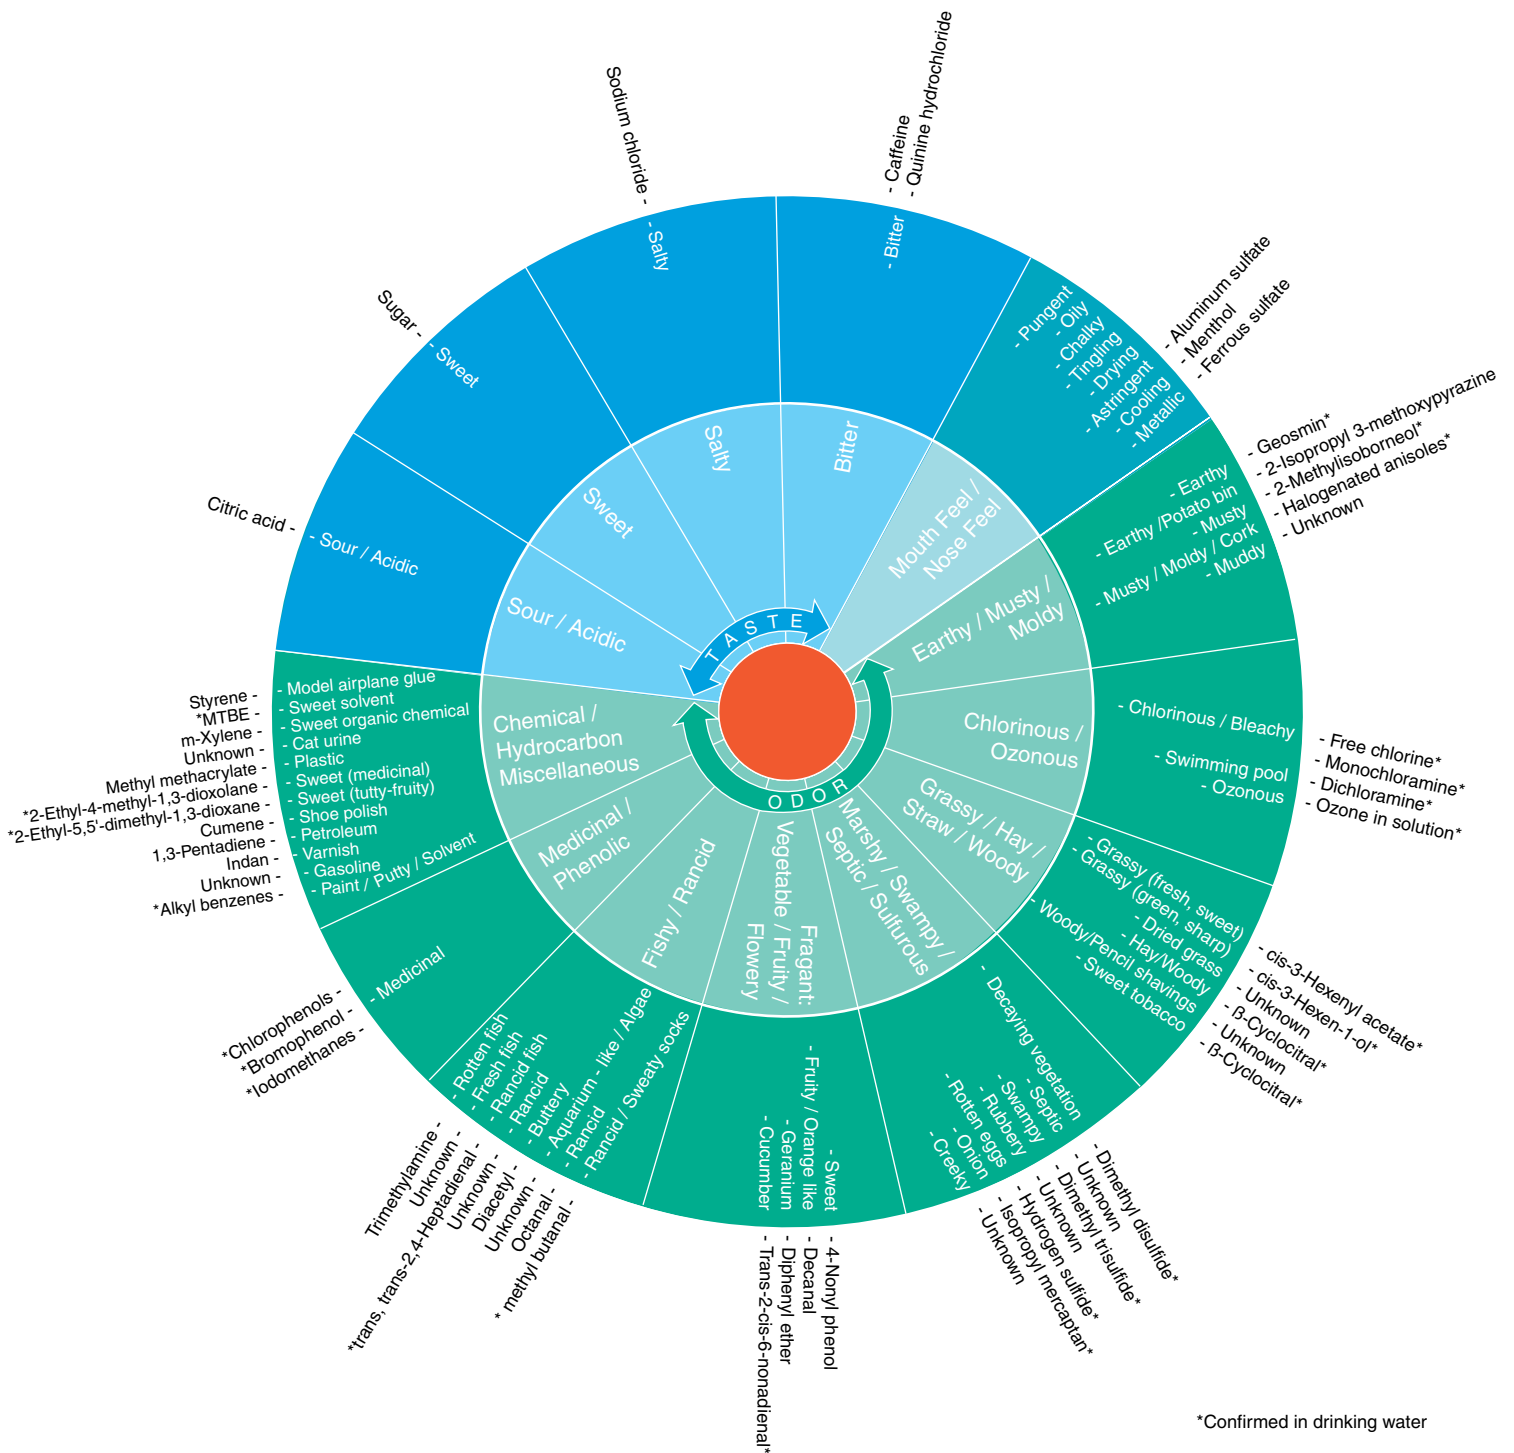 TASTE
ODOR
Sour / Acidic
Sweet
Salty
Bitter
Mouth Feel /
Nose Feel
Earthy / Musty /
Moldy
Chlorinous /
Ozonous
Grassy / Hay /
Straw / Woody
Marshy / Swampy /
Septic / Sulfurous
Fragant:
Vegetable / Fruity /
Flowery
Fishy / Rancid
Medicinal /
Phenolic
Chemical /
Hydrocarbon
Miscellaneous
- Sour / Acidic
Citric acid -
- Sweet
Sugar -
- Salty
Sodium chloride -
- Bitter
- Caffeine
- Quinine hydrochloride
- Pungent
- Oily
- Chalky
- Tingling
- Drying
- Astringent
- Cooling
- Metallic
- Aluminum sulfate
- Menthol
- Ferrous sulfate
- Earthy
- Earthy /Potato bin
- Musty
- Musty / Moldy / Cork
- Muddy
- Geosmin*
- 2-Isopropyl 3-methoxypyrazine
- 2-Methylisoborneol*
- Halogenated anisoles*
- Unknown
- Chlorinous / Bleachy
- Swimming pool
- Ozonous
- Free chlorine*
- Monochloramine*
- Dichloramine*
- Ozone in solution*
- Grassy (fresh, sweet)
- Grassy (green, sharp)
- Dried grass
- Hay/Woody
- Woody/Pencil shavings
- Sweet tobacco
- cis-3-Hexenyl acetate*
- cis-3-Hexen-1-ol*
- Unknown
- ß-Cyclocitral*
- Unknown
- ß-Cyclocitral*
- Decaying vegetation
- Septic
- Swampy
- Rubbery
- Rotten eggs
- Onion
- Creeky
- Dimethyl disulfide*
- Unknown
- Dimethyl trisulfide*
- Unknown
- Hydrogen sulfide*
- Isopropyl mercaptan*
- Unknown
- Sweet
- Fruity / Orange like
- Geranium
- Cucumber
- 4-Nonyl phenol
- Decanal
- Diphenyl ether
- Trans-2-cis-6-nonadienal*
- Rotten fish
- Fresh fish
- Rancid fish
- Rancid
- Buttery
- Aquarium - like / Algae
- Rancid
- Rancid / Sweaty socks
Trimethylamine -
Unknown -
*trans, trans-2,4-Heptadienal -
Unknown -
Diacetyl -
Unknown -
Octanal -
* methyl butanal -
- Medicinal
*Chlorophenols -
*Bromophenol -
*Iodomethanes -
- Model airplane glue
- Sweet solvent
- Sweet organic chemical
- Cat urine
- Plastic
- Sweet (medicinal)
- Sweet (tutty-fruity)
- Shoe polish
- Petroleum
- Varnish
- Gasoline
- Paint / Putty / Solvent
Styrene -
*MTBE -
m-Xylene -
Unknown -
Methyl methacrylate -
*2-Ethyl-4-methyl-1,3-dioxolane -
*2-Ethyl-5,5'-dimethyl-1,3-dioxane -
Cumene -
1,3-Pentadiene -
Indan -
Unknown -
*Alkyl benzenes -
*Confirmed in drinking water